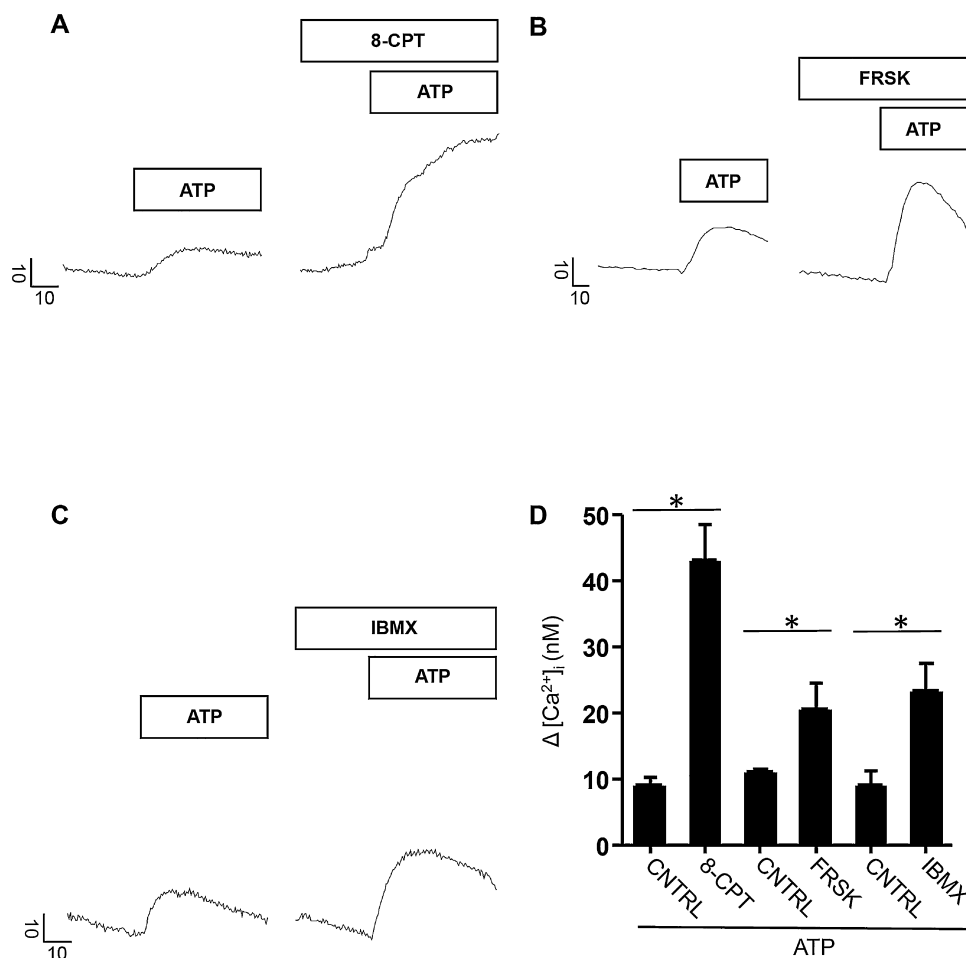 A
8-CPT
ATP
ATP
10
10
B
FRSK
ATP
ATP
10
10
C
IBMX
ATP
ATP
10
10
D
Δ [Ca²⁺]ᵢ (nM)
50
40
30
20
10
0
*
*
*
CNTRL
8-CPT
CNTRL
FRSK
CNTRL
IBMX
ATP